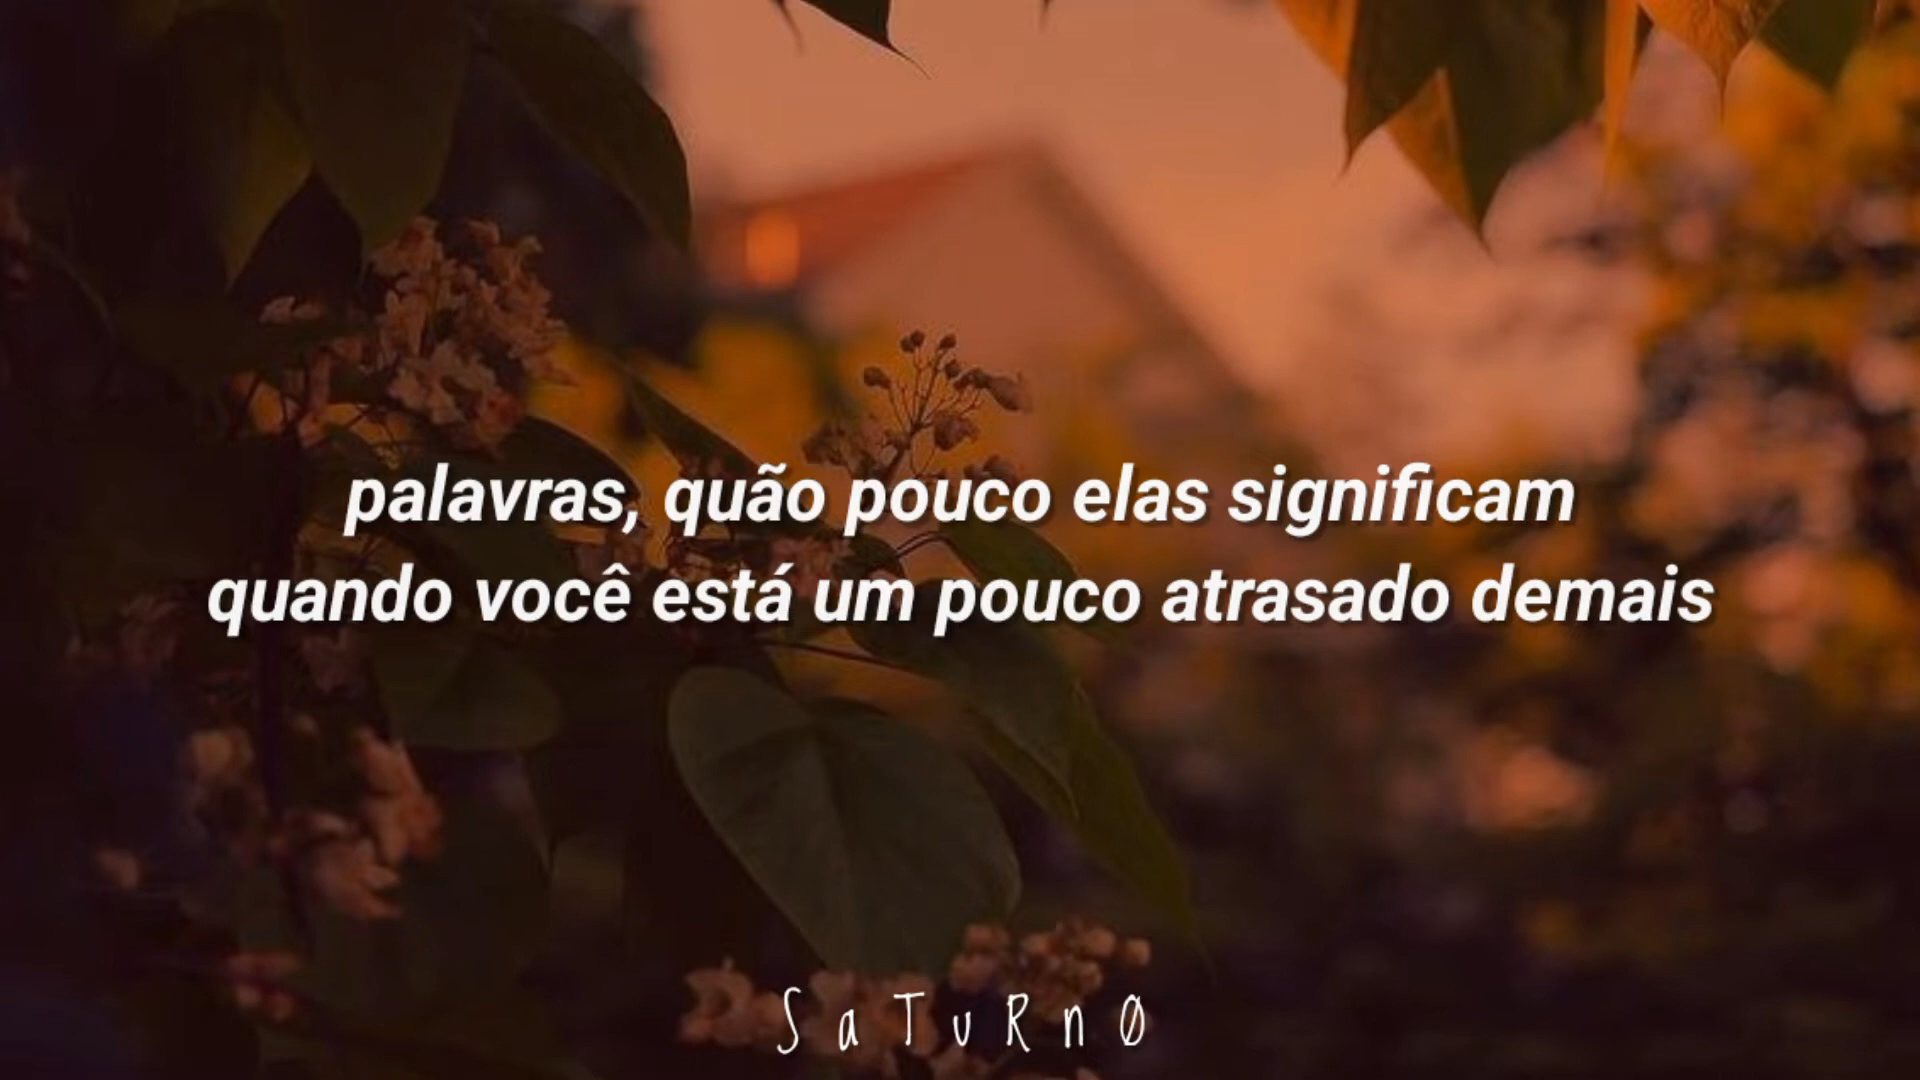 palavras, quão pouco elas significam
quando você está um pouco atrasado demais
SaTuRnØ